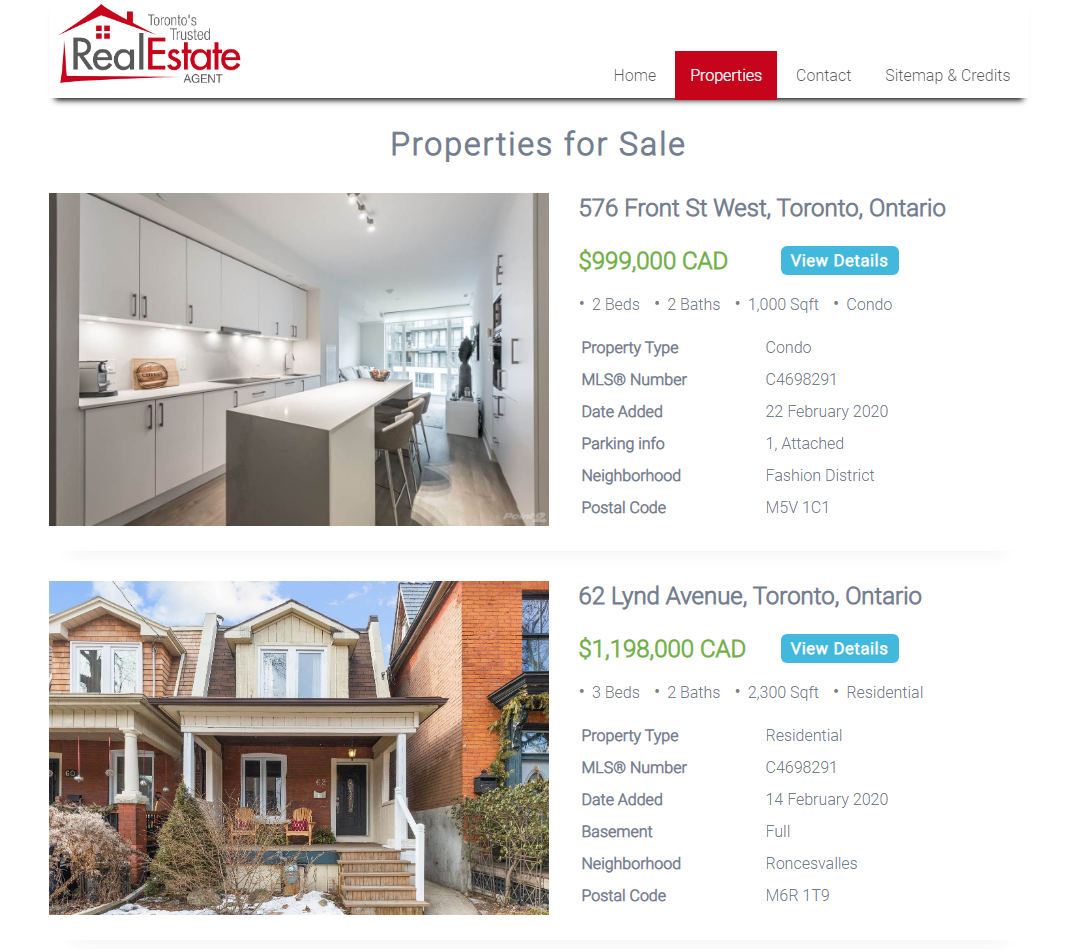 Toronto's
Trusted
RealEstate
AGENT
Home Properties Contact Sitemap & Credits
Properties for Sale
576 Front St West, Toronto, Ontario
$999,000 CAD View Details
• 2 Beds • 2 Baths • 1,000 Sqft • Condo
Property Type Condo
MLS® Number C4698291
Date Added 22 February 2020
Parking info 1, Attached
Neighborhood Fashion District
Postal Code M5V 1C1
62 Lynd Avenue, Toronto, Ontario
$1,198,000 CAD View Details
• 3 Beds • 2 Baths • 2,300 Sqft • Residential
Property Type Residential
MLS® Number C4698291
Date Added 14 February 2020
Basement Full
Neighborhood Roncesvalles
Postal Code M6R 1T9
60
62